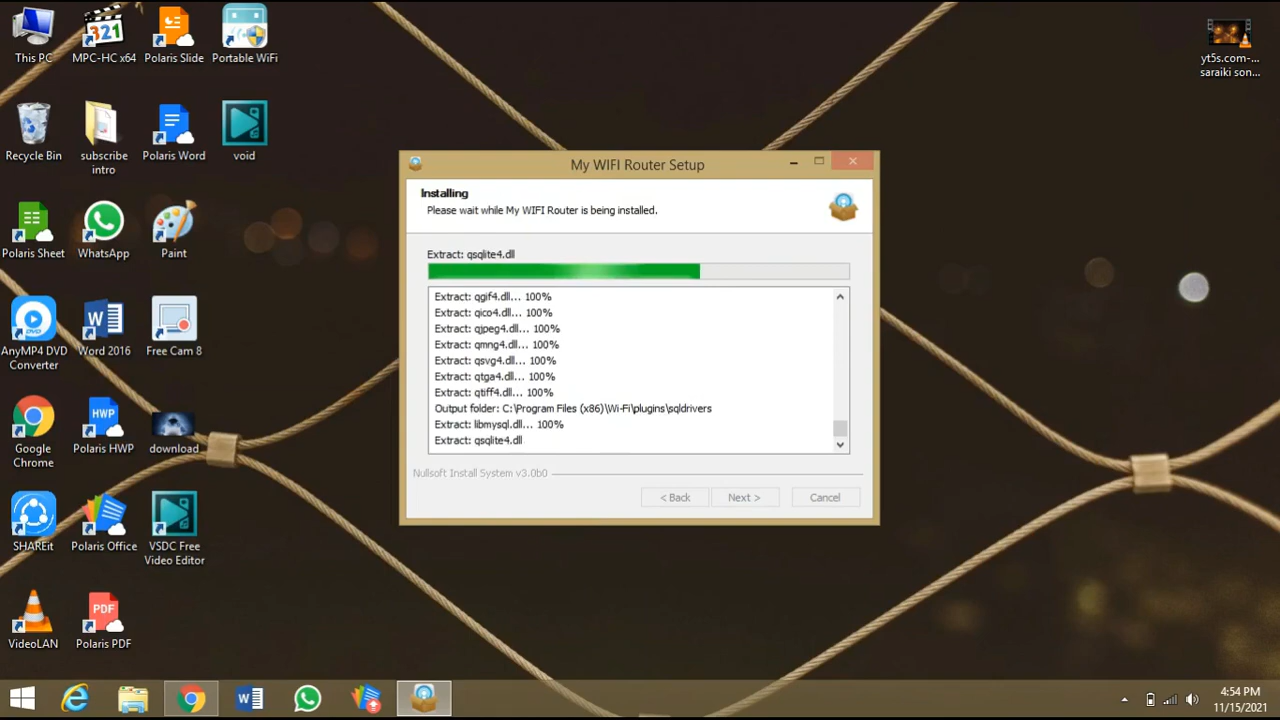 This PC
MPC-HC x64
Polaris Slide
Portable WiFi
yt5s.com-...
saraiki son...
321
Recycle Bin
subscribe
intro
Polaris Word
void
My WIFI Router Setup
Installing
Please wait while My WIFI Router is being installed.
Polaris Sheet
WhatsApp
Paint
Extract: qsqlite4.dll
Extract: qgif4.dll... 100%
Extract: qico4.dll... 100%
Extract: qjpeg4.dll... 100%
Extract: qmng4.dll... 100%
Extract: qsvg4.dll... 100%
Extract: qtga4.dll... 100%
Extract: qtiff4.dll... 100%
Output folder: C:\Program Files (x86)\Wi-Fi\plugins\sqldrivers
Extract: libmysql.dll... 100%
Extract: qsqlite4.dll
Nullsoft Install System v3.0b0
< Back
Next >
Cancel
DVD
AnyMP4 DVD
Converter
Word 2016
Free Cam 8
HWP
Google
Chrome
Polaris HWP
download
SHAREit
Polaris Office
VSDC Free
Video Editor
PDF
VideoLAN
Polaris PDF
4:54 PM
11/15/2021